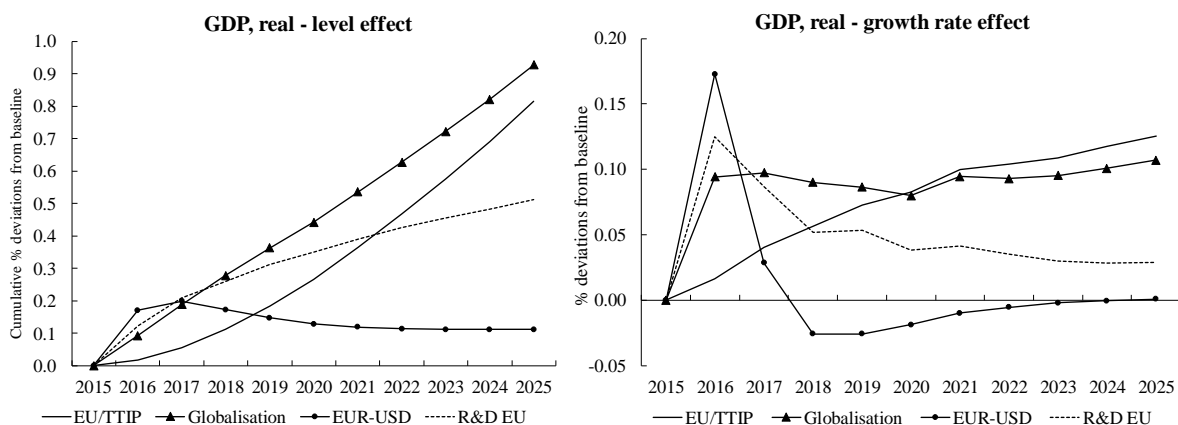 GDP, real - level effect
Cumulative % deviations from baseline
1.0
0.9
0.8
0.7
0.6
0.5
0.4
0.3
0.2
0.1
0.0
2015 2016 2017 2018 2019 2020 2021 2022 2023 2024 2025
EU/TTIP Globalisation EUR-USD R&D EU
GDP, real - growth rate effect
% deviations from baseline
0.20
0.15
0.10
0.05
0.00
-0.05
2015 2016 2017 2018 2019 2020 2021 2022 2023 2024 2025
EU/TTIP Globalisation EUR-USD R&D EU